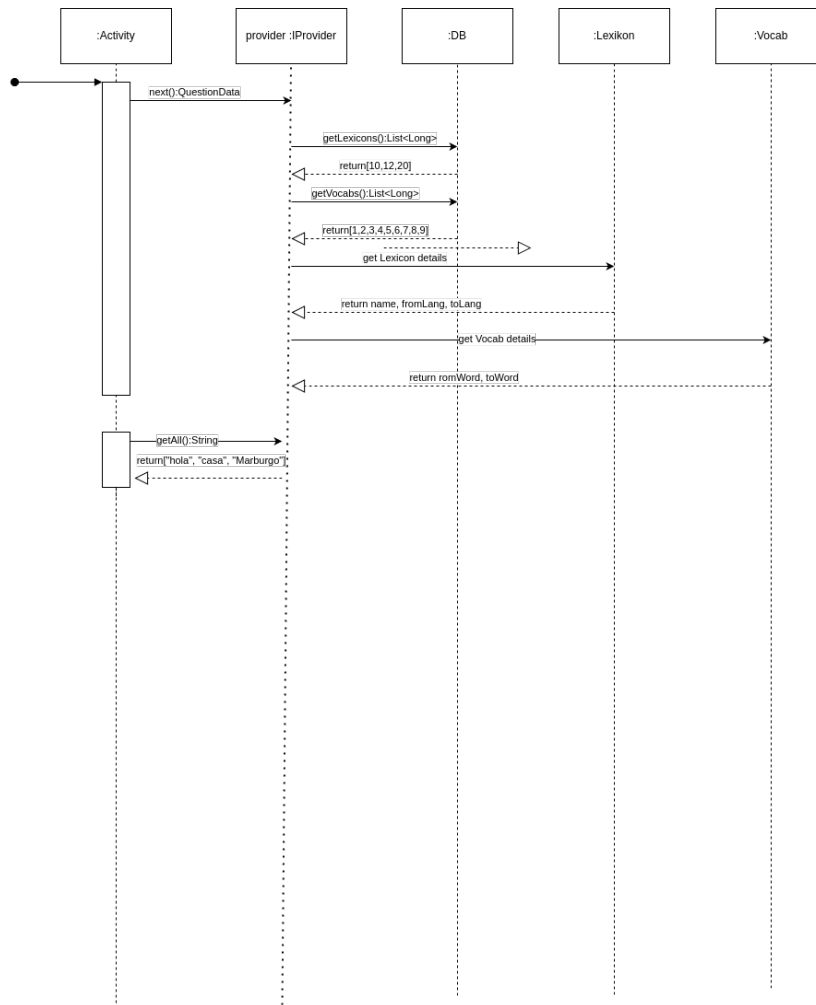 :Activity
provider :IProvider
:DB
:Lexikon
:Vocab
next():QuestionData
getLexicons():List<Long>
return[10,12,20]
getVocabs():List<Long>
return[1,2,3,4,5,6,7,8,9]
get Lexicon details
return name, fromLang, toLang
get Vocab details
return romWord, toWord
getAll():String
return["hola", "casa", "Marburgo"]